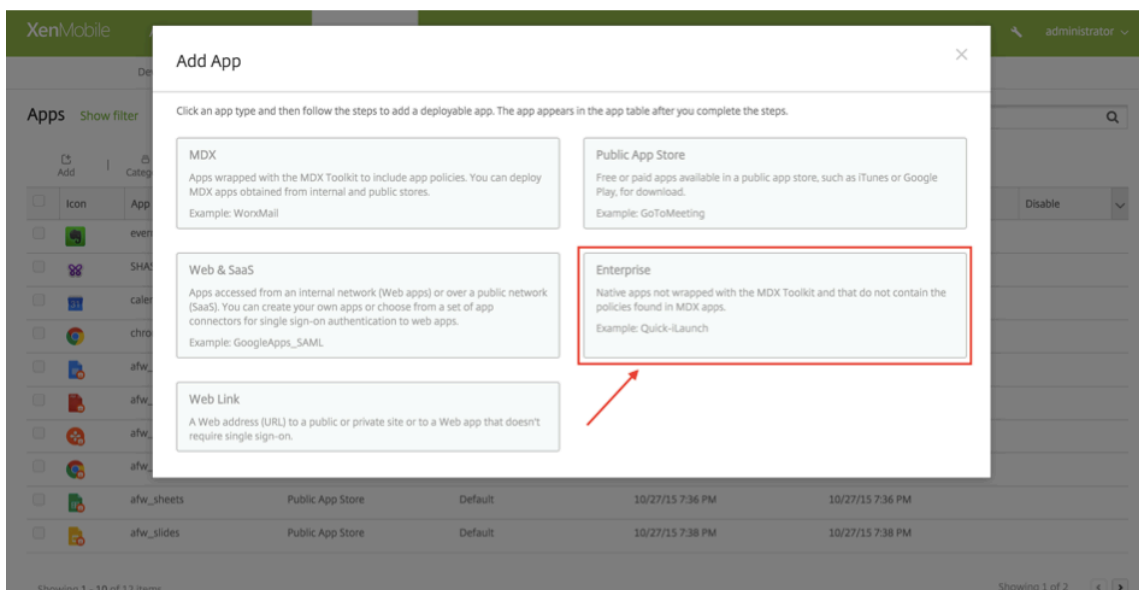 XenMobile
administrator
Add App
Click an app type and then follow the steps to add a deployable app. The app appears in the app table after you complete the steps.
Apps Show filter
Add
MDX
Apps wrapped with the MDX Toolkit to include app policies. You can deploy
MDX apps obtained from internal and public stores.
Example: WorxMail
Public App Store
Free or paid apps available in a public app store, such as iTunes or Google
Play, for download.
Example: GoToMeeting
Web & SaaS
Apps accessed from an internal network (Web apps) or over a public network
(SaaS). You can create your own apps or choose from a set of app
connectors for single sign-on authentication to web apps.
Example: GoogleApps_SAML
Enterprise
Native apps not wrapped with the MDX Toolkit and that do not contain the
policies found in MDX apps.
Example: Quick-iLaunch
Web Link
A Web address (URL) to a public or private site or to a Web app that doesn't
require single sign-on.
Icon App Disable
afw_sheets Public App Store Default 10/27/15 7:36 PM 10/27/15 7:36 PM
afw_slides Public App Store Default 10/27/15 7:38 PM 10/27/15 7:38 PM
Showing 1 - 10 of 12 items Showing 1 of 2